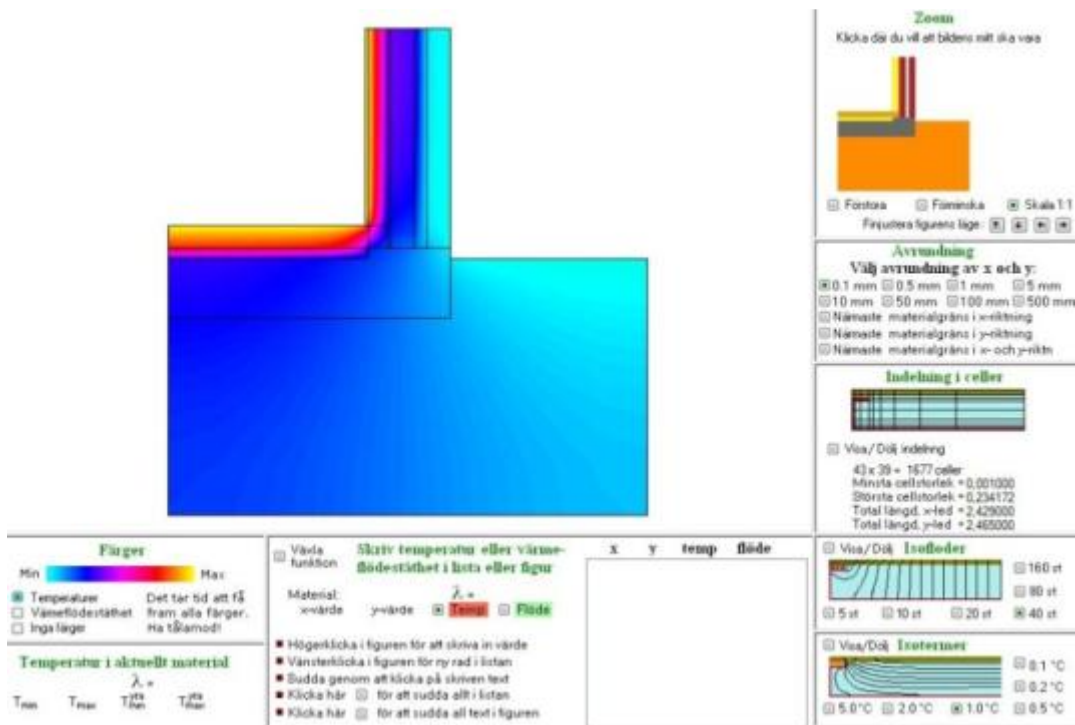 Zoom
Klicka där du vill att bildens mitt ska vara
Förstora Förminska Skala 1:1
Finjustera figurens läge:
Avrundning
Välj avrundning av x och y:
0.1 mm 0.5 mm 1 mm 5 mm
10 mm 50 mm 100 mm 500 mm
Närmaste materialgräns i x-riktning
Närmaste materialgräns i y-riktning
Närmaste materialgräns i x- och y-riktn
Indelning i celler
Visa/Dölj indelning
43 x 39 = 1677 celler
Minsta cellstorlek =0,001000
Största cellstorlek =0,234172
Total längd, x-led =2,429000
Total längd, y-led =2,465000
Färger
Min Max
Temperaturer Det tar tid att få
Värmeflödestäthet fram alla färger.
Inga färger Ha tålamod!
Temperatur i aktuellt material
λ =
Tmin Tmax Tmin yta Tmax yta
Växla funktion
Skriv temperatur eller värme-
flödestäthet i lista eller figur
Material: λ =
x-värde y-värde Temp Flöde
Högerklicka i figuren för att skriva in värde
Vänsterklicka i figuren för ny rad i listan
Sudda genom att klicka på skriven text
Klicka här för att sudda allt i listan
Klicka här för att sudda all text i figuren
x y temp flöde
Visa/Dölj Isoflöden
160 st
80 st
5 st 10 st 20 st 40 st
Visa/Dölj Isotermer
0.1 °C
0.2 °C
5.0°C 2.0 °C 1.0°C 0.5 °C